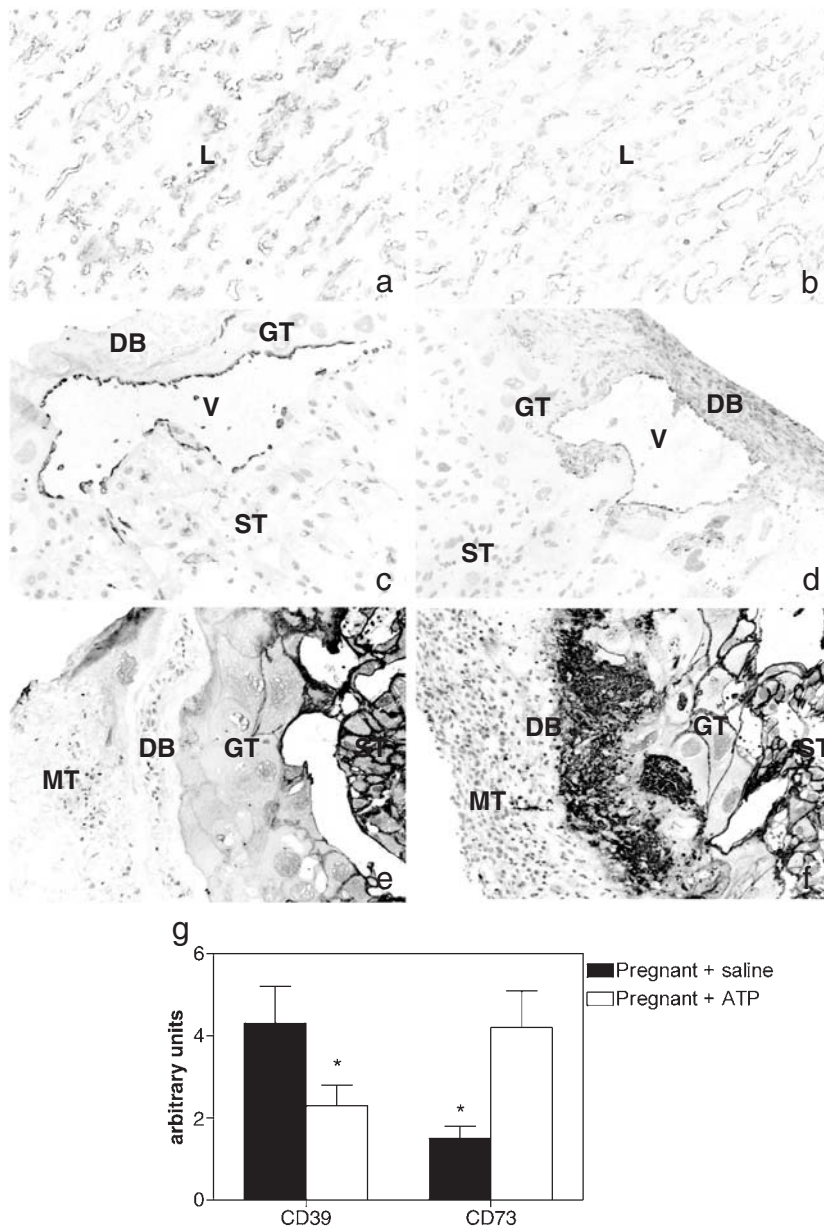 L
a
L
b
DB
GT
V
ST
c
GT
V
DB
ST
d
MT
DB
GT
ST
e
DB
GT
ST
MT
f
g
6
4
2
0
arbitrary units
*
*
CD39
CD73
Pregnant + saline
Pregnant + ATP